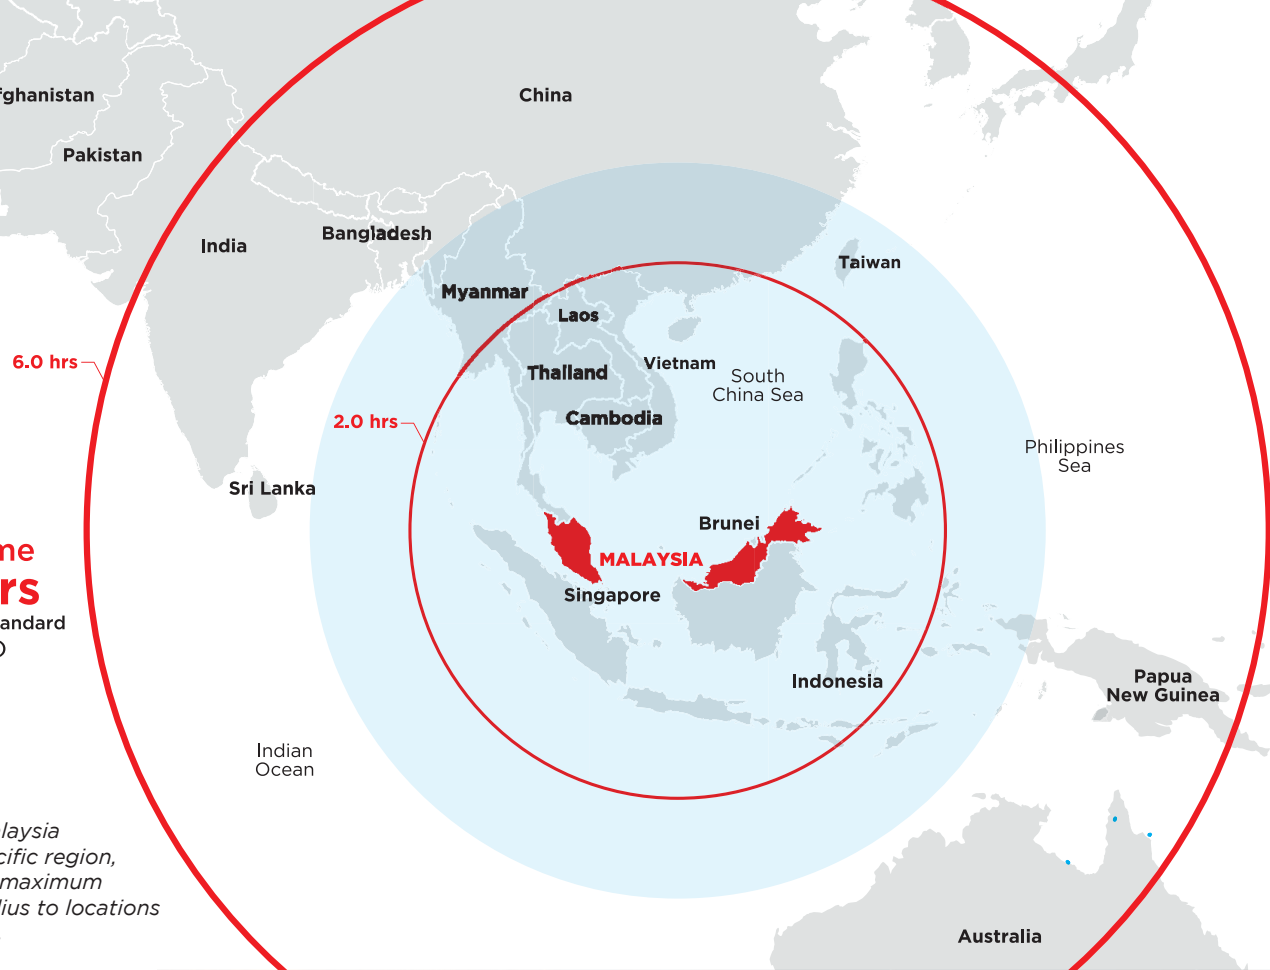 fghanistan
China
Pakistan
India
Bangladesh
Taiwan
Myanmar
Laos
6.0 hrs
Vietnam
Thailand
South
China Sea
2.0 hrs
Cambodia
Philippines
Sea
Sri Lanka
Brunei
me
MALAYSIA
rs
Singapore
andard
Indonesia
Papua
New Guinea
Indian
Ocean
laysia
cific region,
maximum
lius to locations
Australia